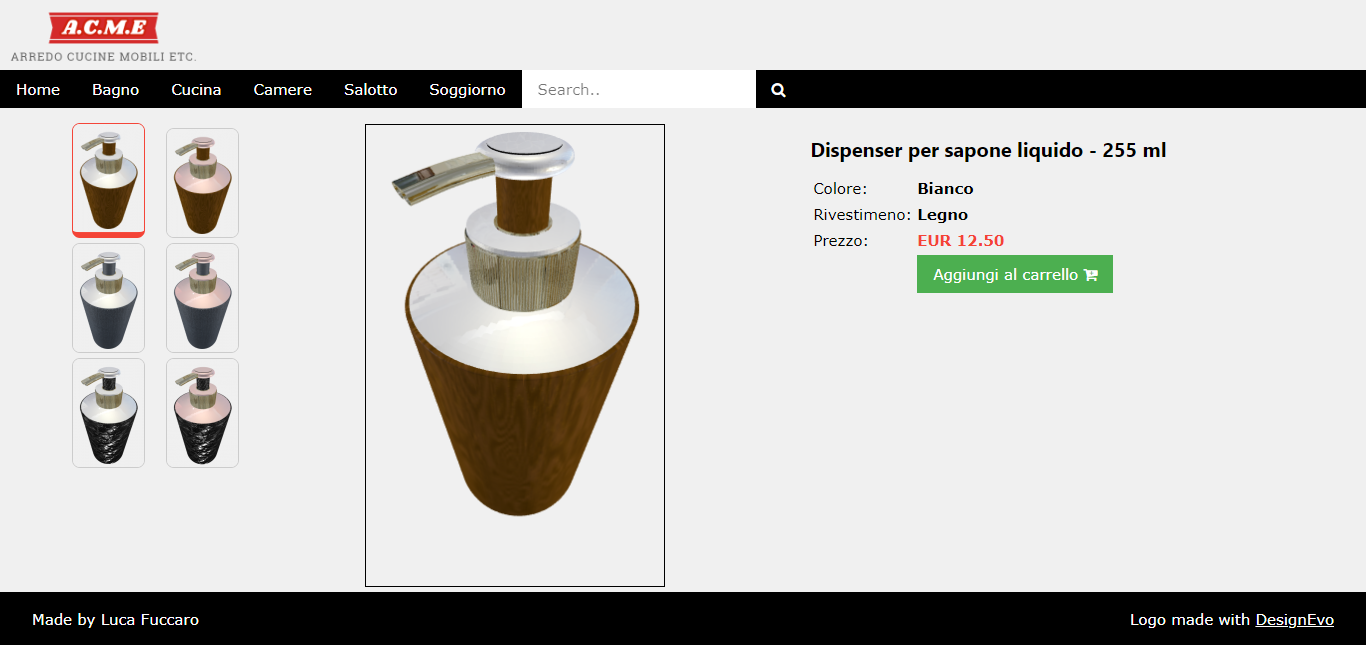 A.C.M.E
ARREDO CUCINE MOBILI ETC.
Home Bagno Cucina Camere Salotto Soggiorno Search..
Dispenser per sapone liquido - 255 ml
Colore: Bianco
Rivestimeno: Legno
Prezzo: EUR 12.50
Aggiungi al carrello
Made by Luca Fuccaro
Logo made with DesignEvo